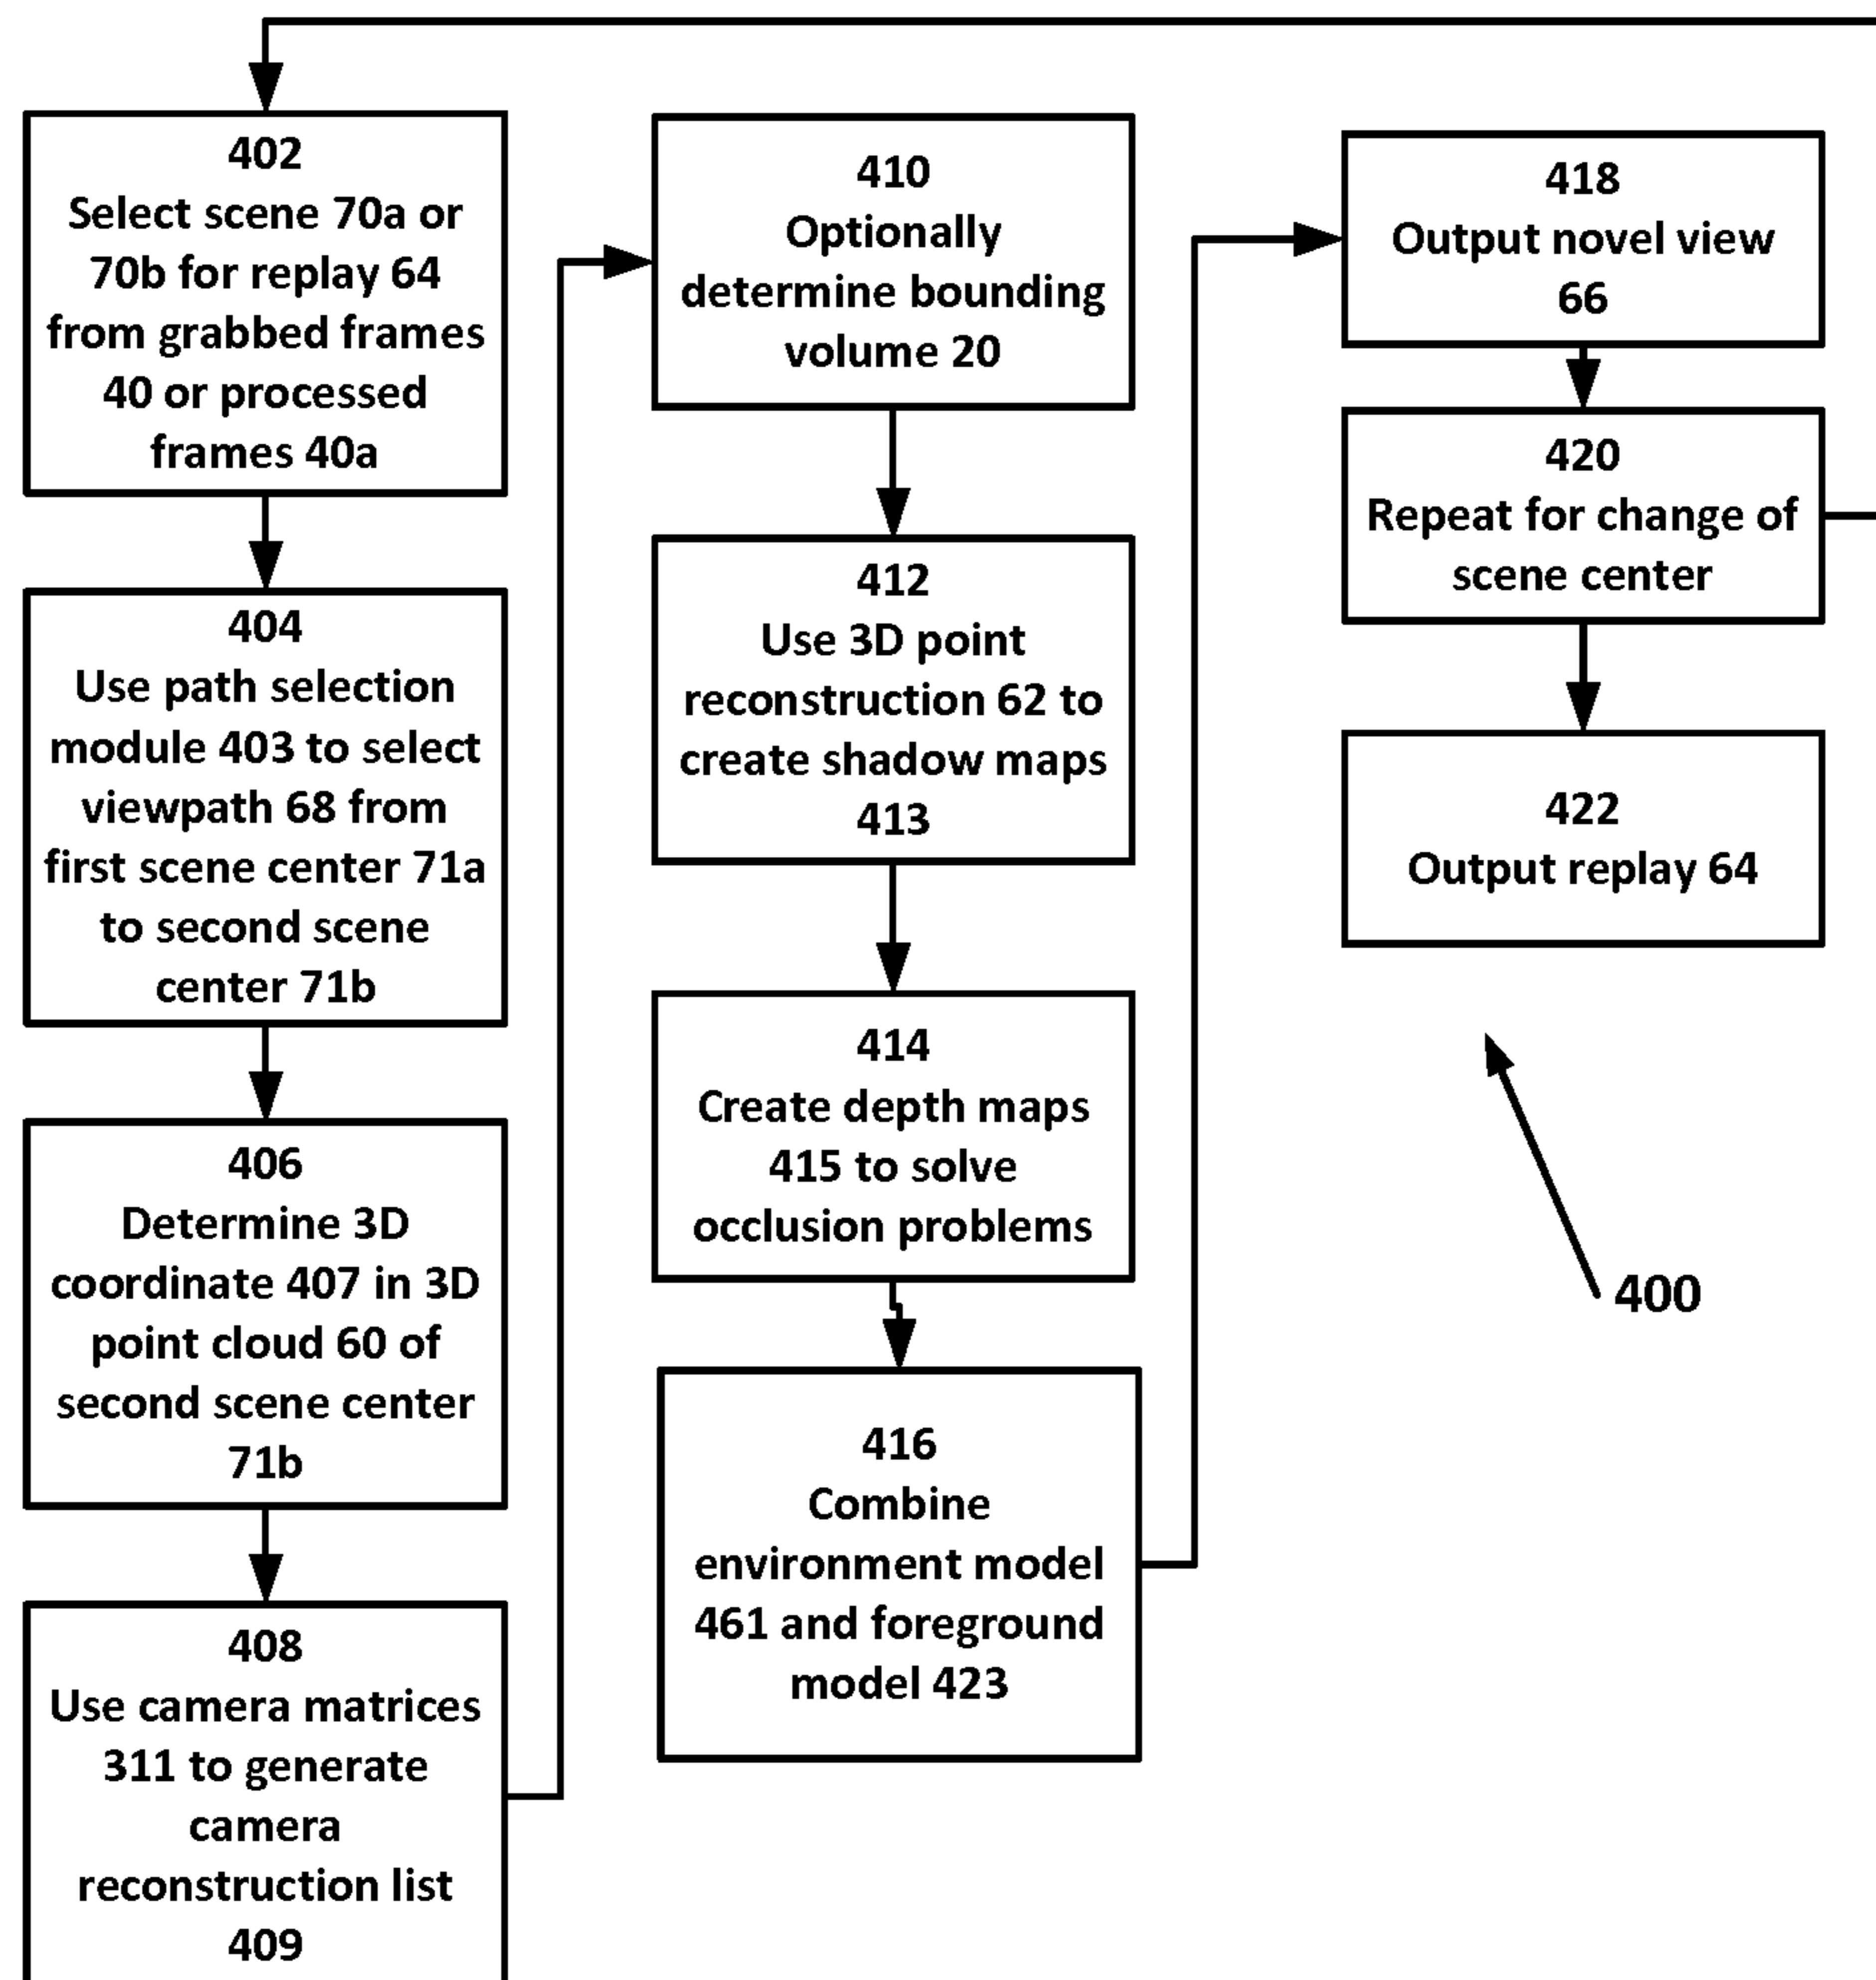 402
Select scene 70a or
70b for replay 64
from grabbed frames
40 or processed
frames 40a
404
Use path selection
module 403 to select
viewpath 68 from
first scene center 71a
to second scene
center 71b
406
Determine 3D
coordinate 407 in 3D
point cloud 60 of
second scene center
71b
408
Use camera matrices
311 to generate
camera
reconstruction list
409
410
Optionally
determine bounding
volume 20
412
Use 3D point
reconstruction 62 to
create shadow maps
413
414
Create depth maps
415 to solve
occlusion problems
416
Combine
environment model
461 and foreground
model 423
418
Output novel view
66
420
Repeat for change of
scene center
422
Output replay 64
400